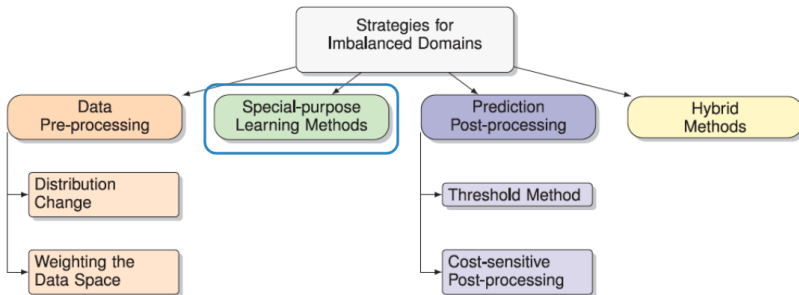 Strategies for
Imbalanced Domains
Data
Pre-processing
Special-purpose
Learning Methods
Prediction
Post-processing
Hybrid
Methods
Distribution
Change
Threshold Method
Weighting the
Data Space
Cost-sensitive
Post-processing